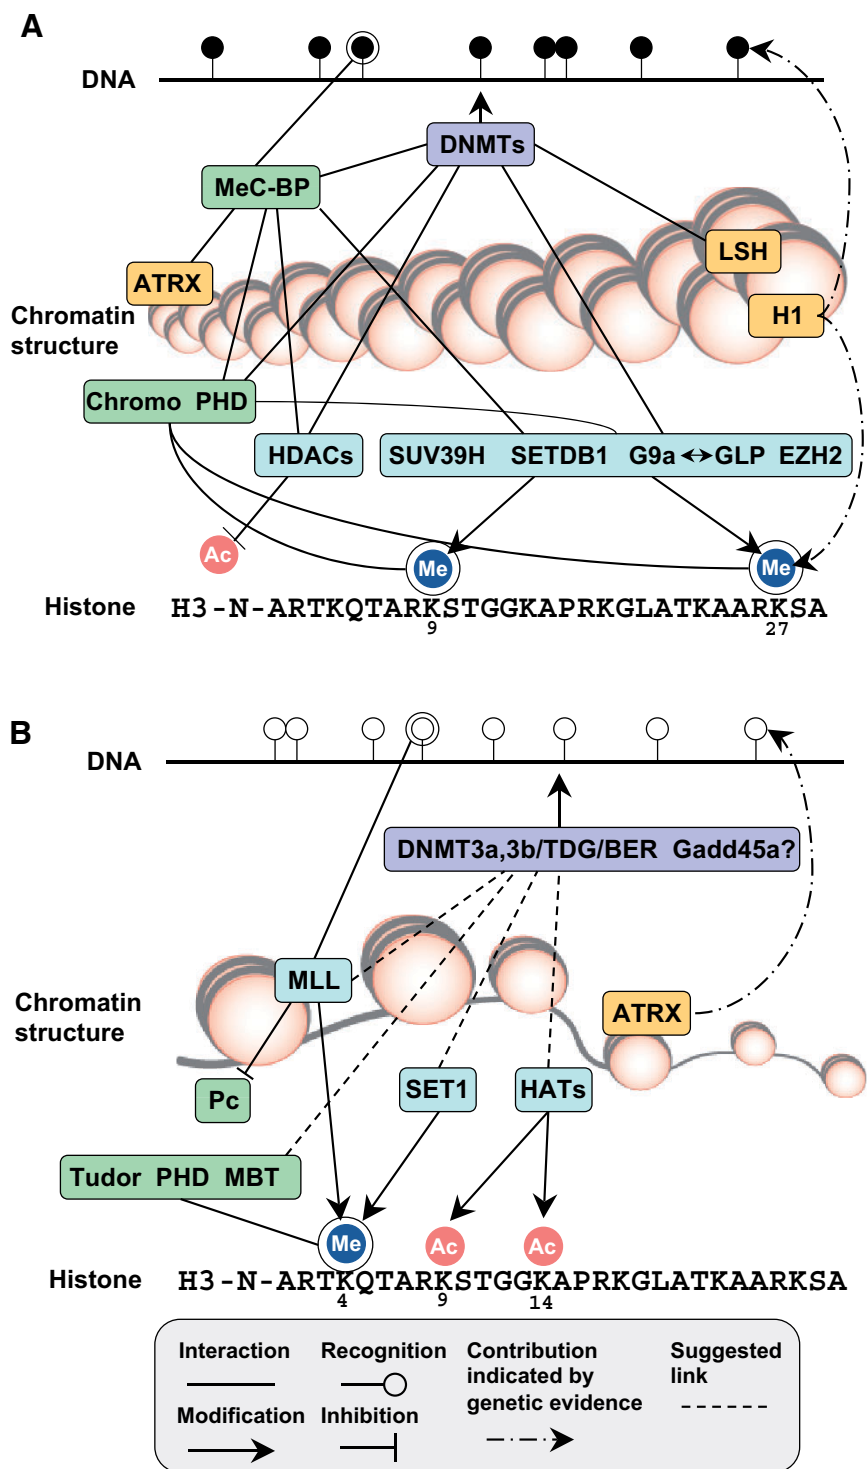 A
DNA
DNMTs
MeC-BP
LSH
ATRX
H1
Chromatin
structure
Chromo PHD
HDACs
SUV39H SETDB1 G9a GLP EZH2
Ac
Me
Me
Histone
H3-N-ARTKQTARKSTGGKAPRKGLATKAARKSA
9
27
B
DNA
DNMT3a,3b/TDG/BER Gadd45a?
MLL
Chromatin
structure
ATRX
Pc
SET1
HATs
Tudor PHD MBT
Me
Ac
Ac
Histone
H3-N-ARTKQTARKSTGGKAPRKGLATKAARKSA
4
9
14
Interaction
Recognition
Contribution
indicated by
genetic evidence
Suggested
link
Modification
Inhibition